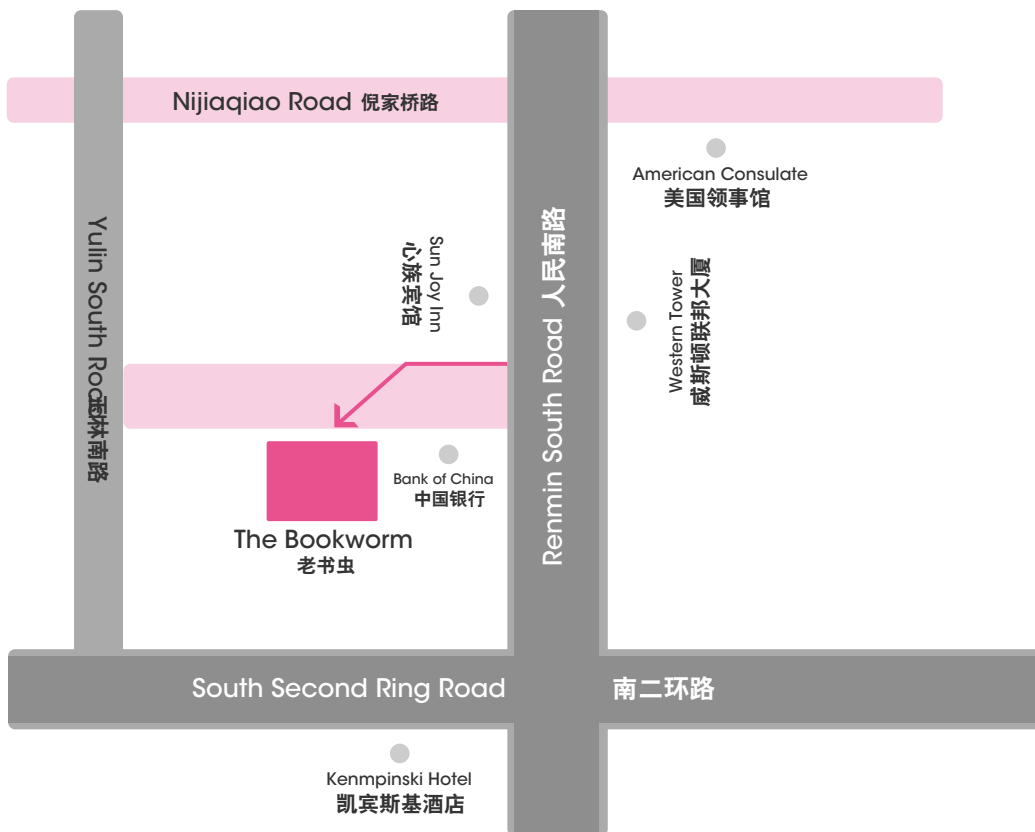 Nijiaqiao Road 倪家桥路
American Consulate
美国领事馆
Yulin South Road 玉林南路
Sun Joy Inn
心族宾馆
Renmin South Road 人民南路
Western Tower
威斯顿联邦大厦
Bank of China
中国银行
The Bookworm
老书虫
South Second Ring Road 南二环路
Kenmpinski Hotel
凯宾斯基酒店